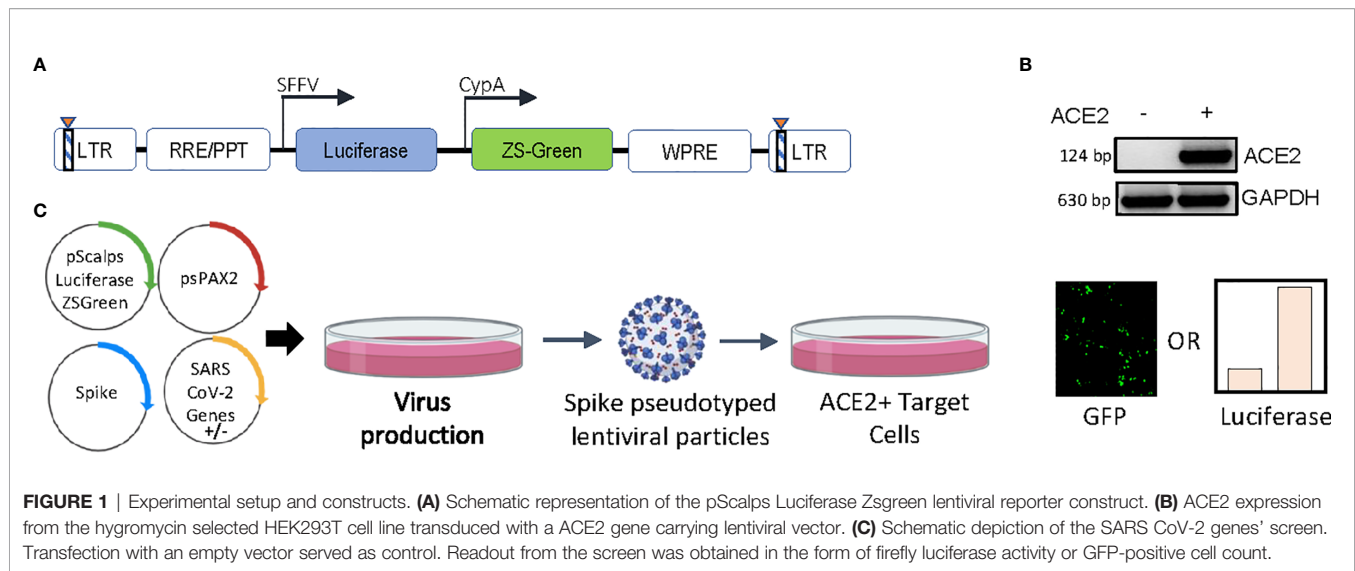 A
SFFV
CypA
LTR
RRE/PPT
Luciferase
ZS-Green
WPRE
LTR
B
ACE2 - +
124 bp
ACE2
630 bp
GAPDH
C
pScalps
Luciferase
ZSGreen
psPAX2
Spike
SARS
CoV-2
Genes
+/-
Virus
production
Spike pseudotyped
lentiviral particles
ACE2+ Target
Cells
GFP
OR
Luciferase
FIGURE 1 | Experimental setup and constructs. (A) Schematic representation of the pScalps Luciferase Zsgreen lentiviral reporter construct. (B) ACE2 expression
from the hygromycin selected HEK293T cell line transduced with a ACE2 gene carrying lentiviral vector. (C) Schematic depiction of the SARS CoV-2 genes' screen.
Transfection with an empty vector served as control. Readout from the screen was obtained in the form of firefly luciferase activity or GFP-positive cell count.